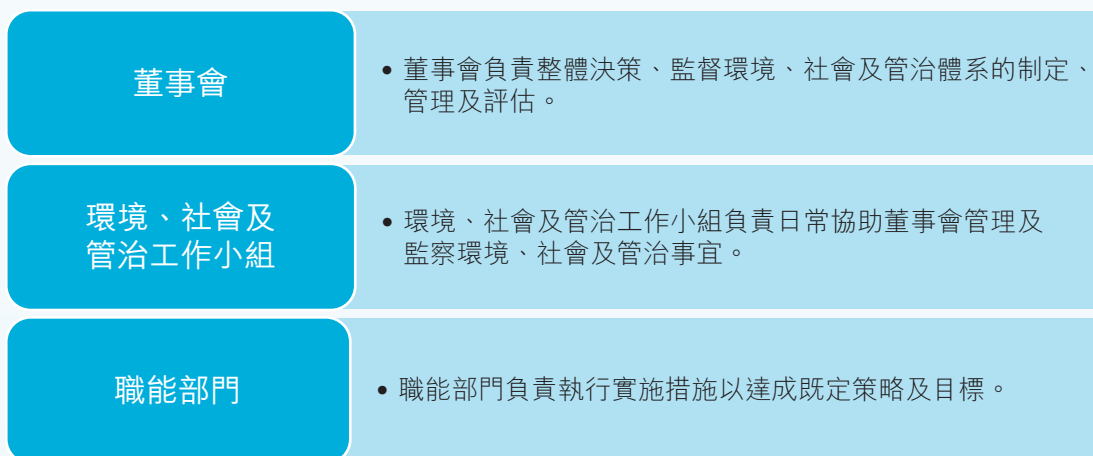 董事會
• 董事會負責整體決策、監督環境、社會及管治體系的制定、
管理及評估。
環境、社會及
管治工作小組
• 環境、社會及管治工作小組負責日常協助董事會管理及
監察環境、社會及管治事宜。
職能部門
• 職能部門負責執行實施措施以達成既定策略及目標。